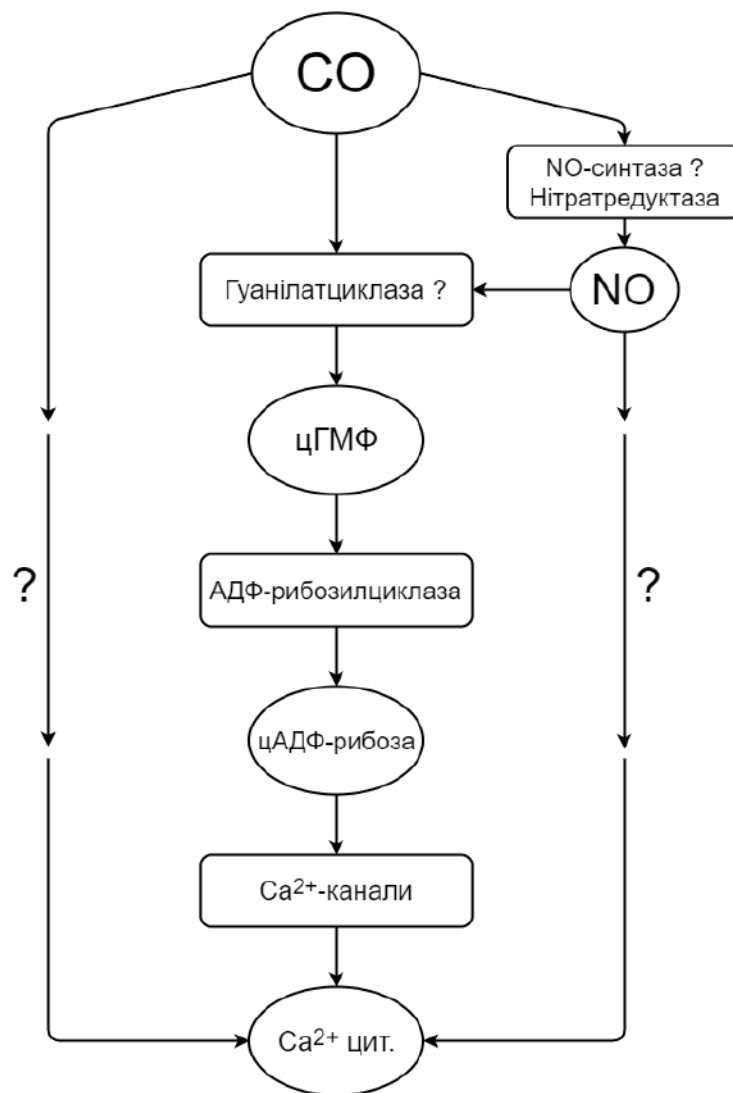 CO
NO-синтаза ?
Нітратредуктаза
Гуанілатциклаза ?
NO
цГМФ
?
АДФ-рибозилциклаза
?
цАДФ-рибоза
Ca²⁺-канали
Ca²⁺ цит.